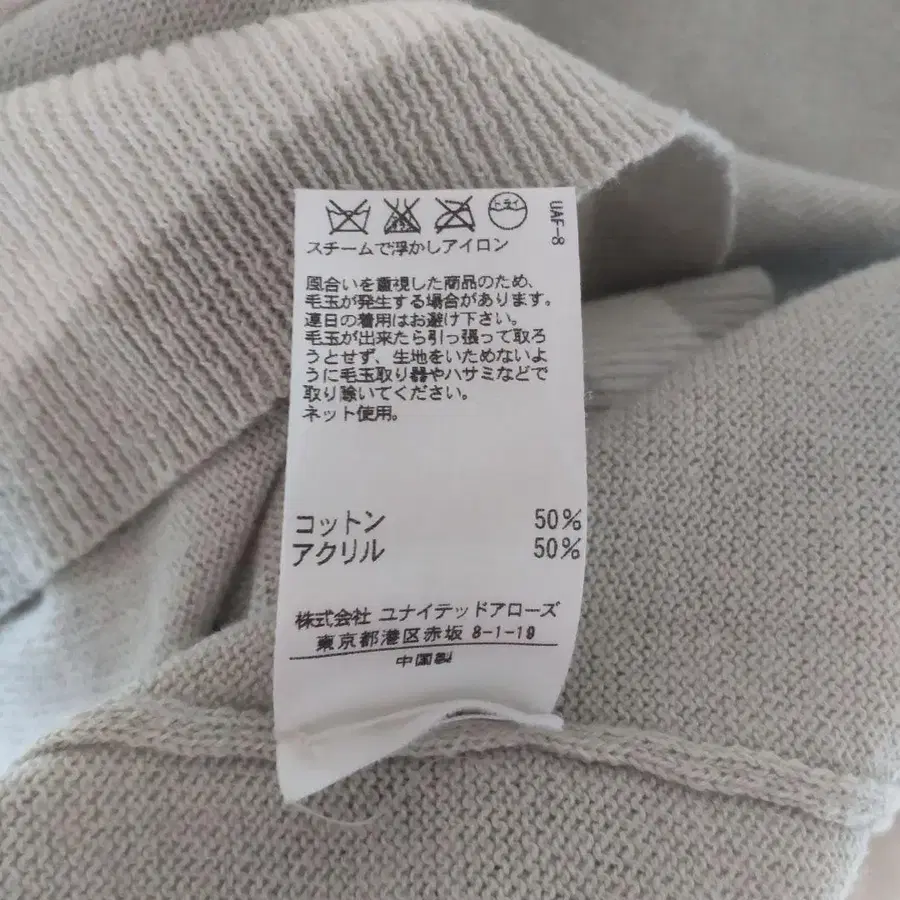 ドライ
UAF-8
スチームで浮かしアイロン
風合いを重視した商品のため、
毛玉が発生する場合があります。
連日の着用はお避け下さい。
毛玉が出来たら引っ張って取ろ
うとせず、生地をいためないよ
うに毛玉取り器やハサミなどで
取り除いてください。
ネット使用。
コットン 50%
アクリル 50%
株式会社 ユナイテッドアローズ
東京都港区赤坂 8-1-19
中国製